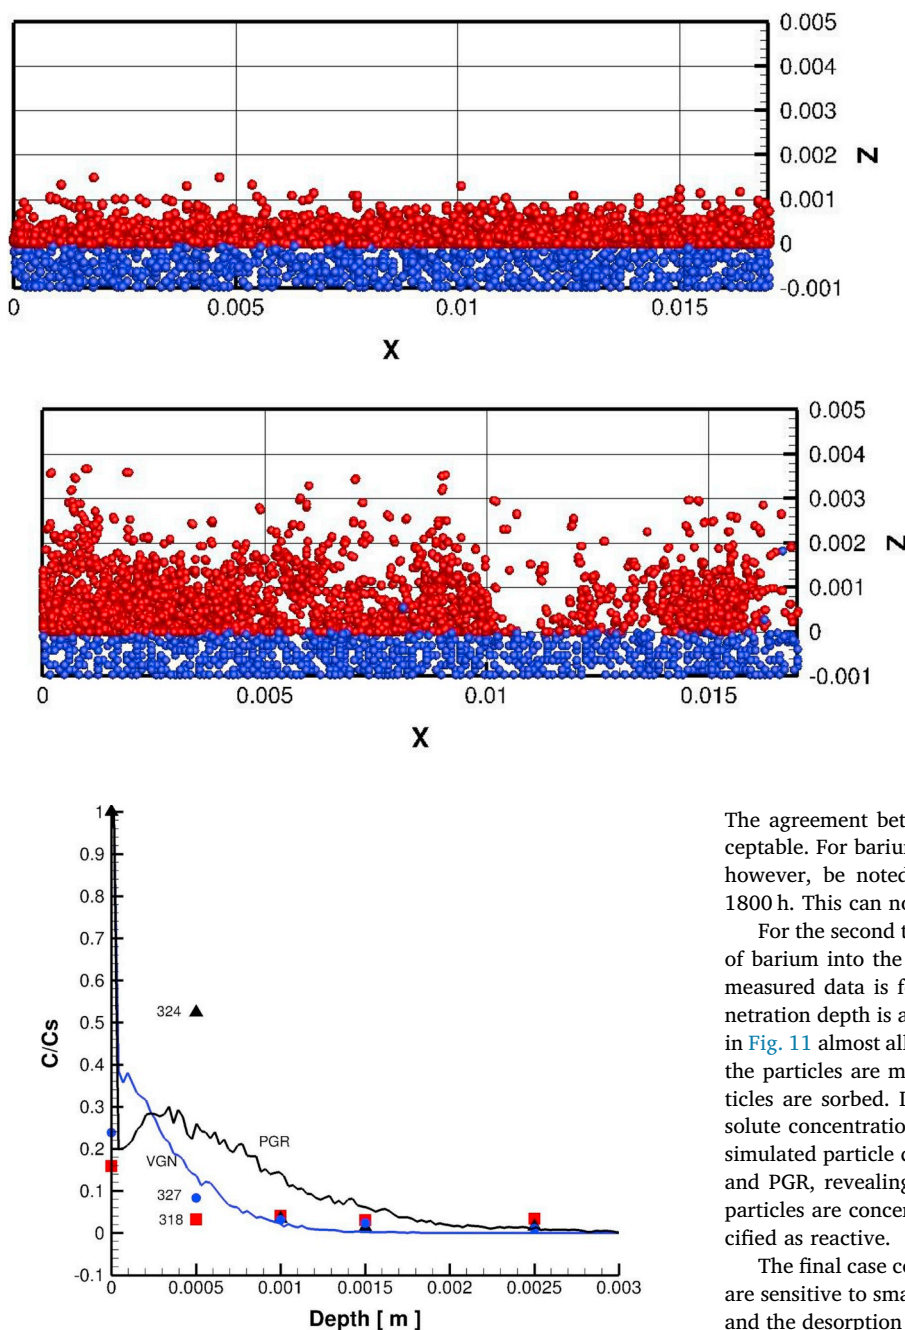 0.005
0.004
0.003
0.002
Z
0.001
0
-0.001
0
0.005
0.01
0.015
X
0.005
0.004
0.003
0.002
Z
0.001
0
-0.001
0
0.005
0.01
0.015
X
1
0.9
0.8
0.7
0.6
0.5
0.4
0.3
0.2
0.1
0
-0.1
C/Cs
324
PGR
VGN
327
318
0
0.0005
0.001
0.0015
0.002
0.0025
0.003
Depth [ m ]
The agreement bet
ceptable. For barium
however, be noted
1800 h. This can no
For the second t
of barium into the
measured data is f
netration depth is a
in Fig. 11 almost all
the particles are m
ticles are sorbed. I
solute concentratio
simulated particle d
and PGR, revealing
particles are concen
cified as reactive.
The final case co
are sensitive to sma
and the desorption